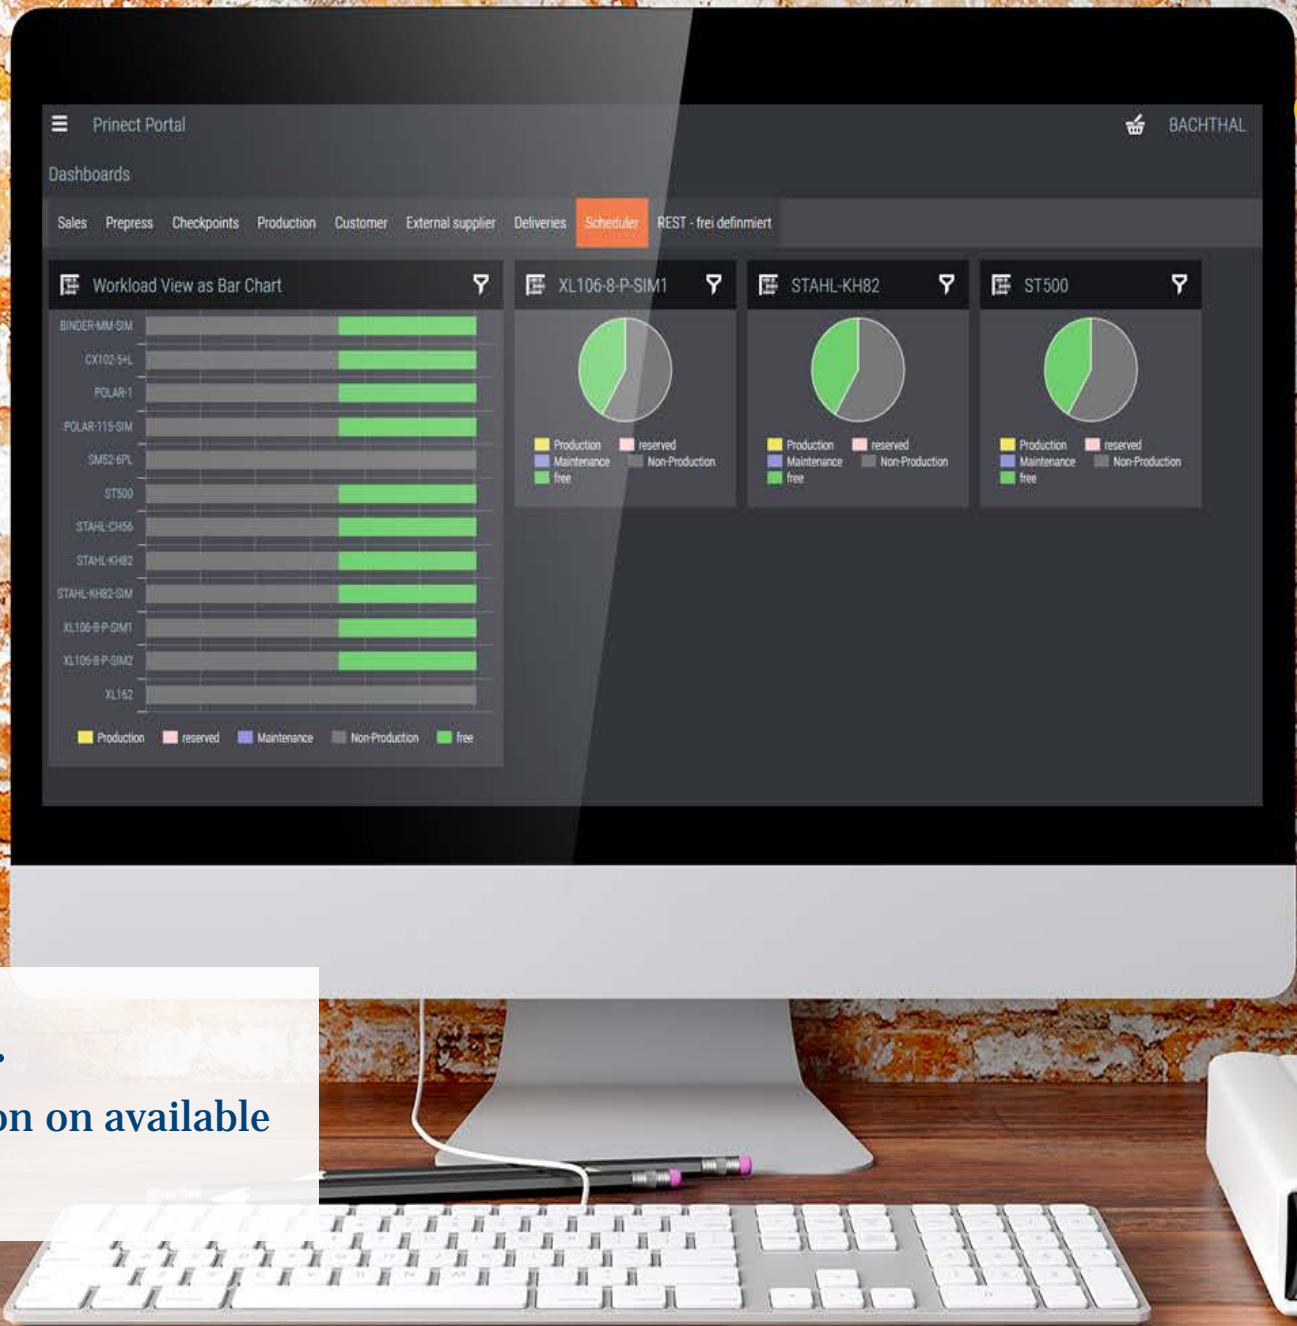 Prinect Portal
BACHTHAL
Dashboards
Sales Prepress Checkpoints Production Customer External supplier Deliveries Scheduler REST - frei definmiert
Workload View as Bar Chart
BINDER-MM-SIM
CX102-5+L
POLAR-1
POLAR-115-SIM
SM52-6PL
ST500
STAHL-CH56
STAHL-KH82
STAHL-KH82-SIM
XL106-8-P-SIM1
XL106-8-P-SIM2
XL162
Production reserved Maintenance Non-Production free
XL106-8-P-SIM1
Production reserved
Maintenance Non-Production
free
STAHL-KH82
Production reserved
Maintenance Non-Production
free
ST500
Production reserved
Maintenance Non-Production
free
.
on on available